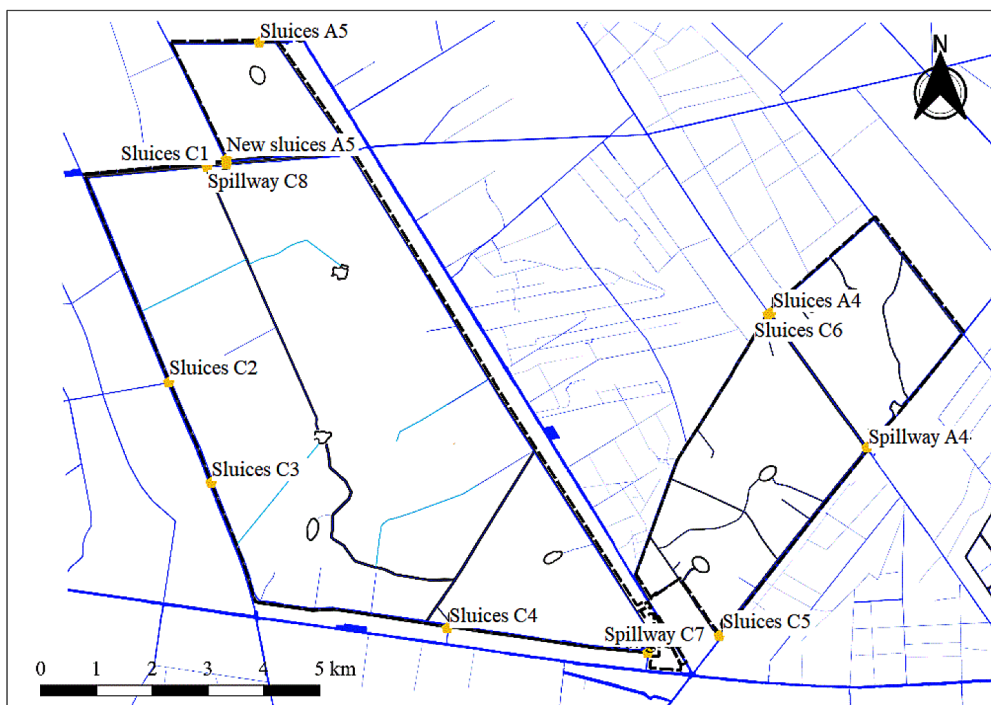 Sluices A5
N
Sluices C1
New sluices A5
Spillway C8
Sluices A4
Sluices C6
Sluices C2
Spillway A4
Sluices C3
Sluices C4
Spillway C7
Sluices C5
0 1 2 3 4 5 km